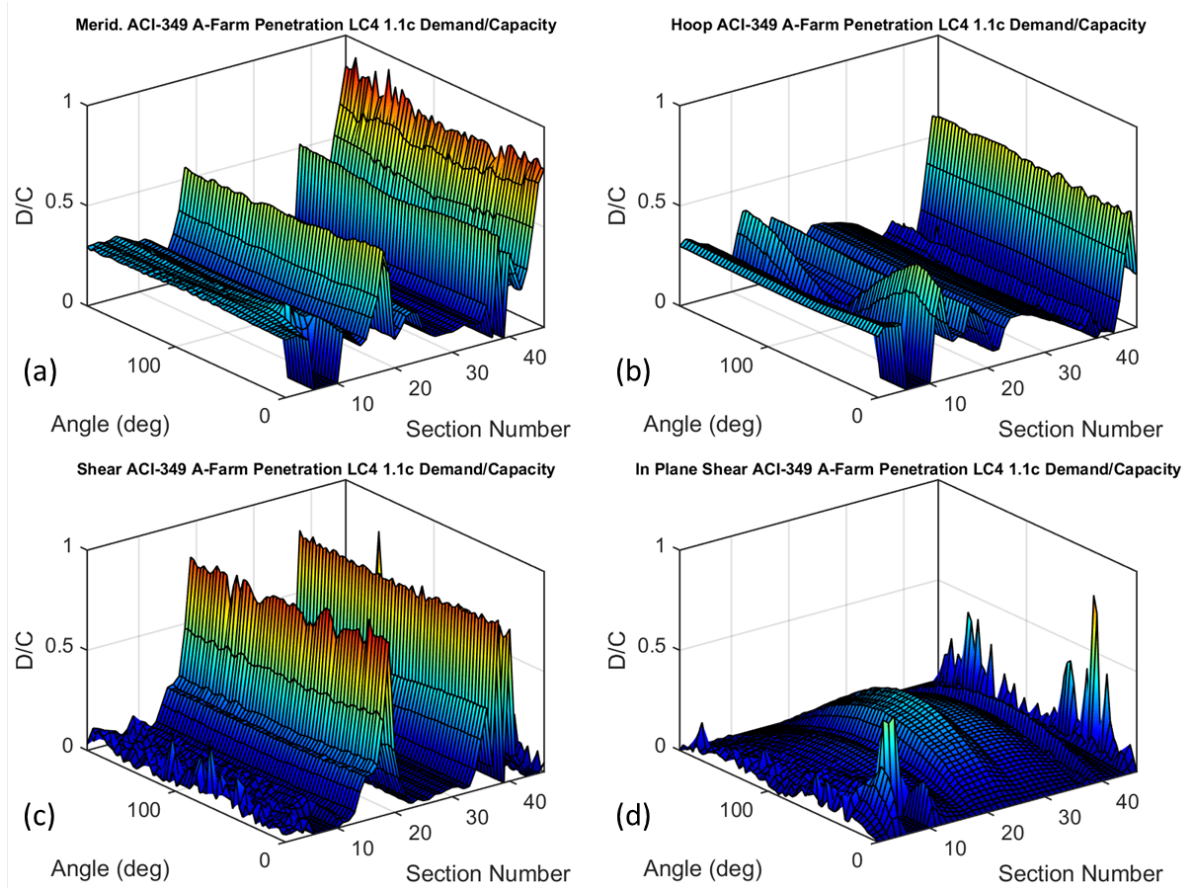 Merid. ACI-349 A-Farm Penetration LC4 1.1c Demand/Capacity
1
0.5
0
D/C
100
0
Angle (deg)
10
20
30
40
Section Number
(a)
Hoop ACI-349 A-Farm Penetration LC4 1.1c Demand/Capacity
1
0.5
0
D/C
100
0
Angle (deg)
10
20
30
40
Section Number
(b)
Shear ACI-349 A-Farm Penetration LC4 1.1c Demand/Capacity
1
0.5
0
D/C
100
0
Angle (deg)
10
20
30
40
Section Number
(c)
In Plane Shear ACI-349 A-Farm Penetration LC4 1.1c Demand/Capacity
1
0.5
0
D/C
100
0
Angle (deg)
10
20
30
40
Section Number
(d)